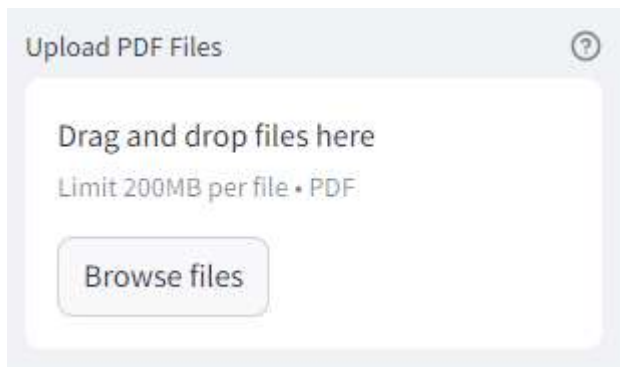 Upload PDF Files
Drag and drop files here
Limit 200MB per file • PDF
Browse files